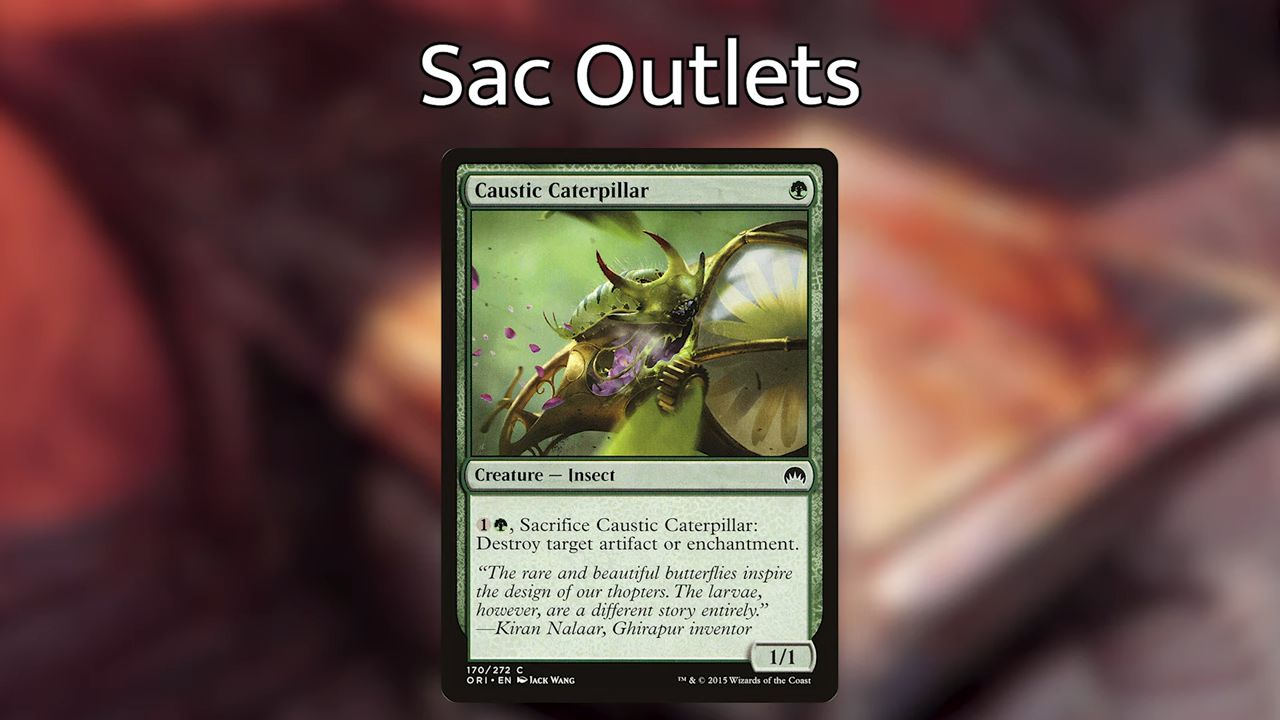 Sac Outlets
Caustic Caterpillar
Creature — Insect
1, Sacrifice Caustic Caterpillar:
Destroy target artifact or enchantment.
“The rare and beautiful butterflies inspire
the design of our thopters. The larvae,
however, are a different story entirely.”
—Kiran Nalaar, Ghirapur inventor
1/1
170/272 C
ORI • EN Jack Wang
™ & © 2015 Wizards of the Coast